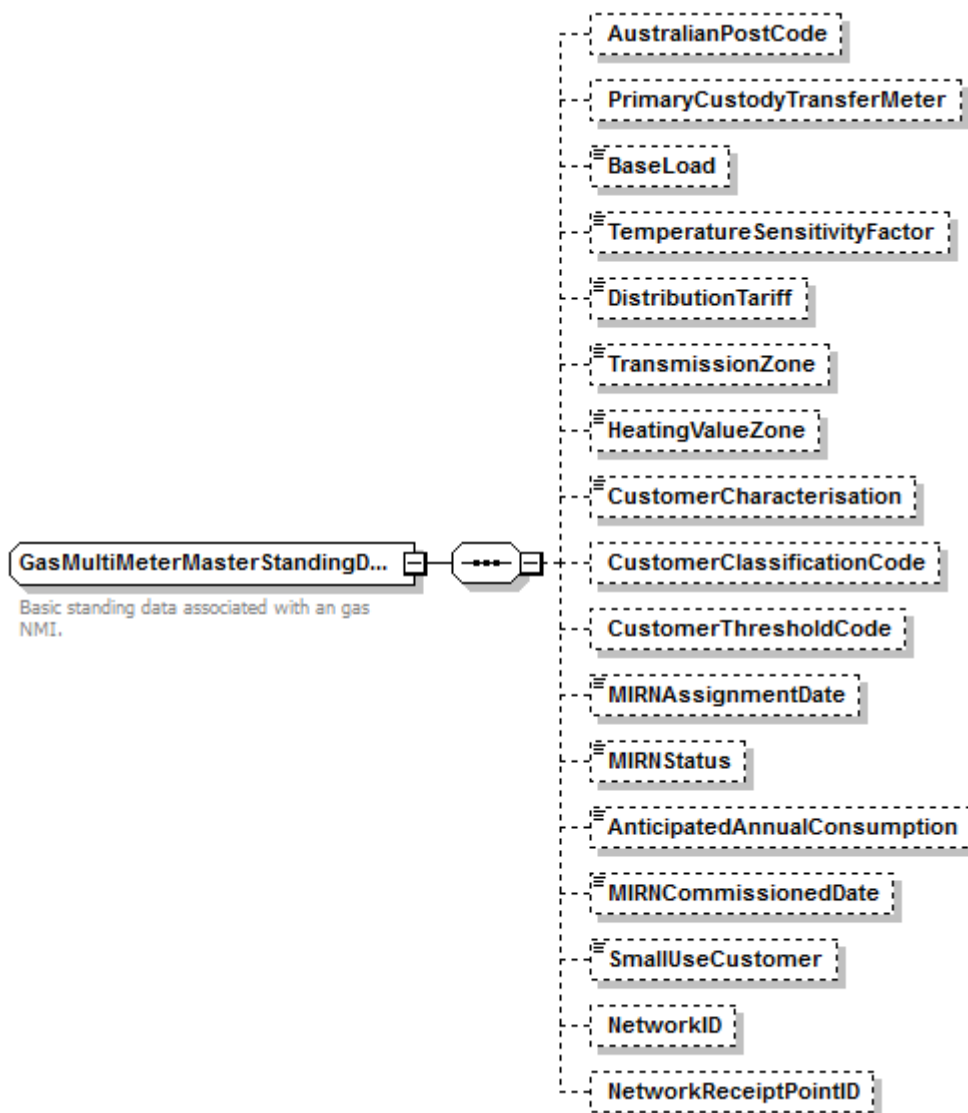 AustralianPostCode
PrimaryCustodyTransferMeter
BaseLoad
TemperatureSensitivityFactor
DistributionTariff
TransmissionZone
HeatingValueZone
CustomerCharacterisation
GasMultiMeterMasterStandingD...
Basic standing data associated with an gas
NMI.
CustomerClassificationCode
CustomerThresholdCode
MIRNAssignmentDate
MIRNStatus
AnticipatedAnnualConsumption
MIRNCommissionedDate
SmallUseCustomer
NetworkID
NetworkReceiptPointID